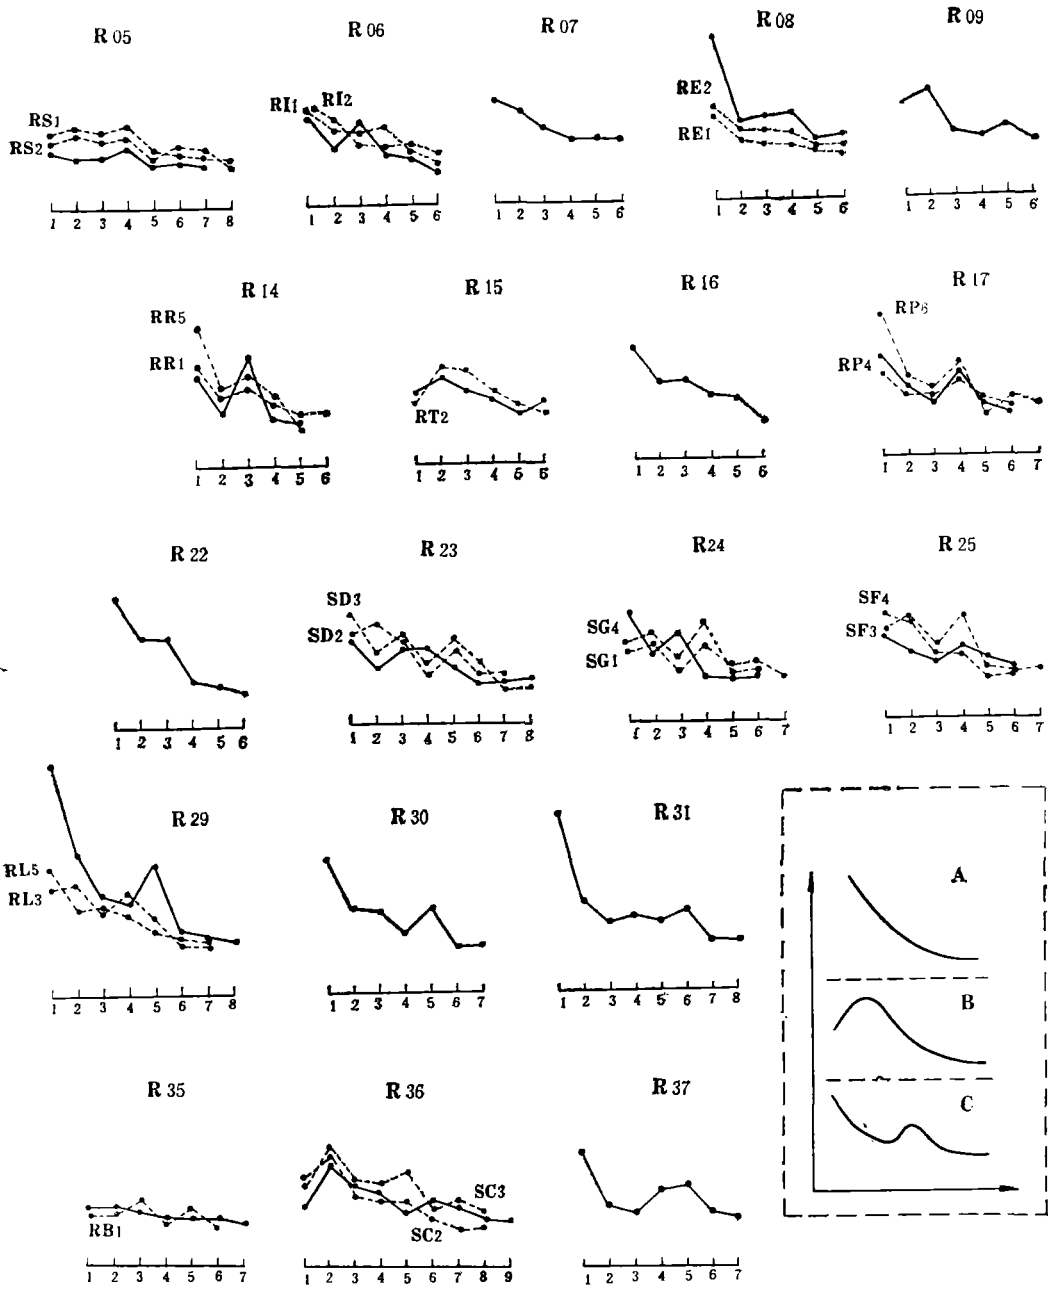 R 05 R 06 R 07 R 08 R 09
RS1 RS2 RI1 RI2 RE2 RE1
1 2 3 4 5 6 7 8 1 2 3 4 5 6 1 2 3 4 5 6 1 2 3 4 5 6 1 2 3 4 5 6
R 14 R 15 R 16 R 17
RR5 RR1 RT2 RP6 RP4
1 2 3 4 5 6 1 2 3 4 5 6 1 2 3 4 5 6 1 2 3 4 5 6 7
R 22 R 23 R24 R 25
SD3 SD2 SG4 SG1 SF4 SF3
1 2 3 4 5 6 1 2 3 4 5 6 7 8 1 2 3 4 5 6 7 1 2 3 4 5 6 7
R 29 R 30 R 31
RL5 RL3
1 2 3 4 5 6 7 8 1 2 3 4 5 6 7 1 2 3 4 5 6 7 8
A
B
C
R 35 R 36 R 37
RB1 SC3 SC2
1 2 3 4 5 6 7 1 2 3 4 5 6 7 8 9 1 2 3 4 5 6 7